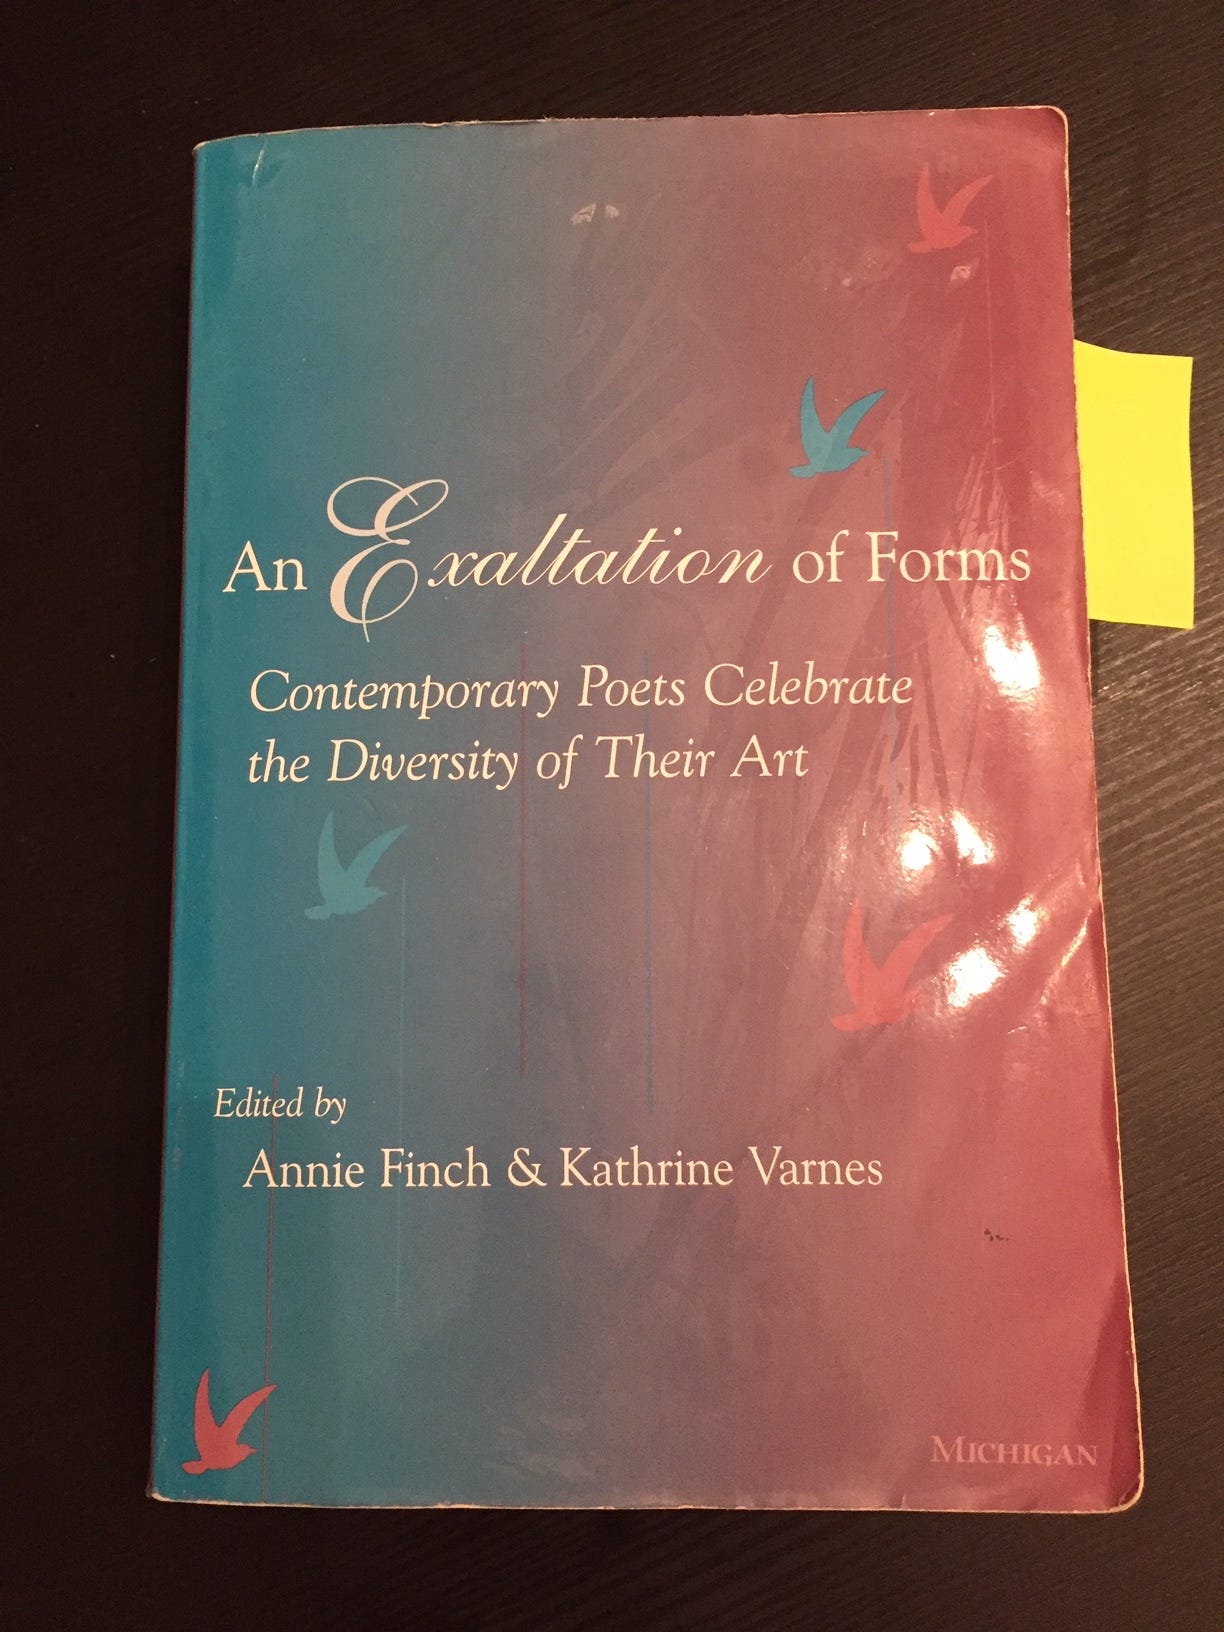 An Exaltation of Forms
Contemporary Poets Celebrate
the Diversity of Their Art
Edited by
Annie Finch & Kathrine Varnes
MICHIGAN